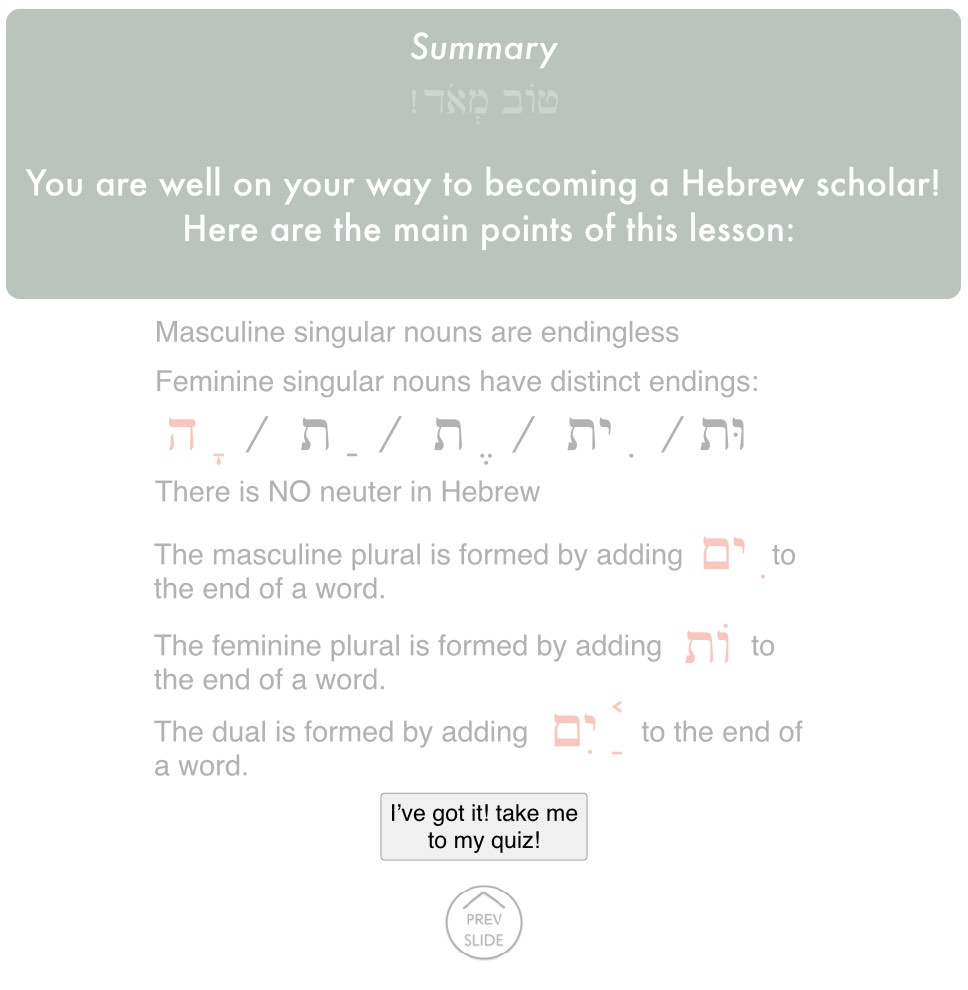 Summary
טוֹב מְאֹד!
You are well on your way to becoming a Hebrew scholar!
Here are the main points of this lesson:
Masculine singular nouns are endingless
Feminine singular nouns have distinct endings:
ָה / ַת / ֶת / ִית / וּת
There is NO neuter in Hebrew
The masculine plural is formed by adding ִים to
the end of a word.
The feminine plural is formed by adding וֹת to
the end of a word.
The dual is formed by adding ַ֫יִם to the end of
a word.
I’ve got it! take me
to my quiz!
PREV
SLIDE